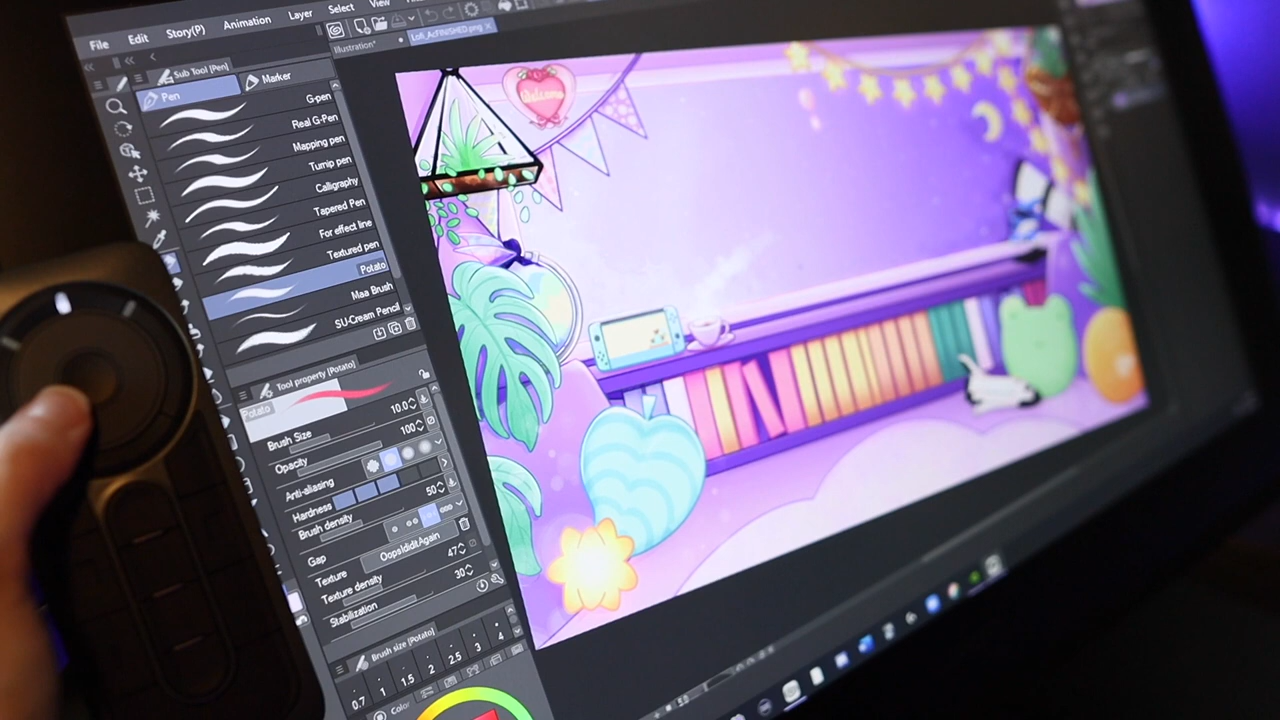 File Edit Story(P) Animation Layer Select View
Illustration*
Lofi_AcFINISHED.png
Sub Tool [Pen]
Pen
Marker
G-pen
Real G-Pen
Mapping pen
Turnip pen
Calligraphy
Tapered Pen
For effect line
Textured pen
Potato
Maa Brush
SU-Cream Pencil
Tool property [Potato]
Potato
Brush Size 10.0
Opacity 100
Anti-aliasing
Hardness
Brush density 50
Gap
Texture OopsIdiditAgain
Texture density 47
Stabilization 30
Brush size [Potato]
0.7 1 1.5 2 2.5 3 4
Color
Welcome